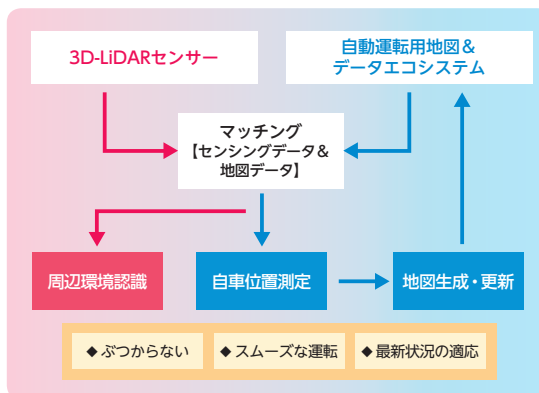 3D-LiDARセンサー
自動運転用地図＆
データエコシステム
マッチング
【センシングデータ＆
地図データ】
周辺環境認識
自車位置測定
地図生成・更新
◆ ぶつからない
◆ スムーズな運転
◆ 最新状況の適応